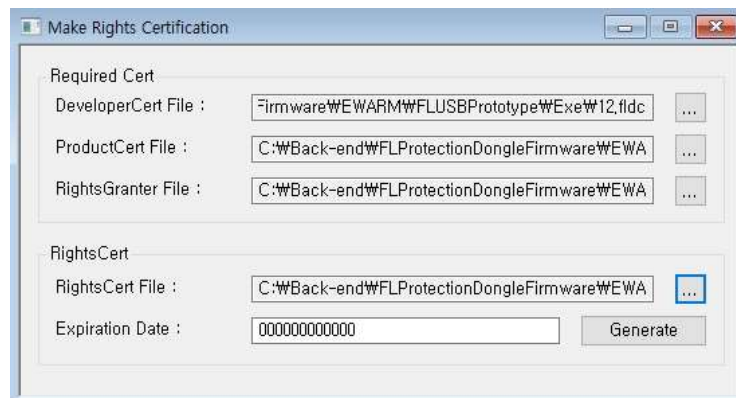 Make Rights Certification
Required Cert
DeveloperCert File : Firmware₩EWARM₩FLUSBPrototype₩Exe₩12,fldc ...
ProductCert File : C:₩Back-end₩FLProtectionDongleFirmware₩EWA ...
RightsGranter File : C:₩Back-end₩FLProtectionDongleFirmware₩EWA ...
RightsCert
RightsCert File : C:₩Back-end₩FLProtectionDongleFirmware₩EWA ...
Expiration Date : 000000000000 Generate